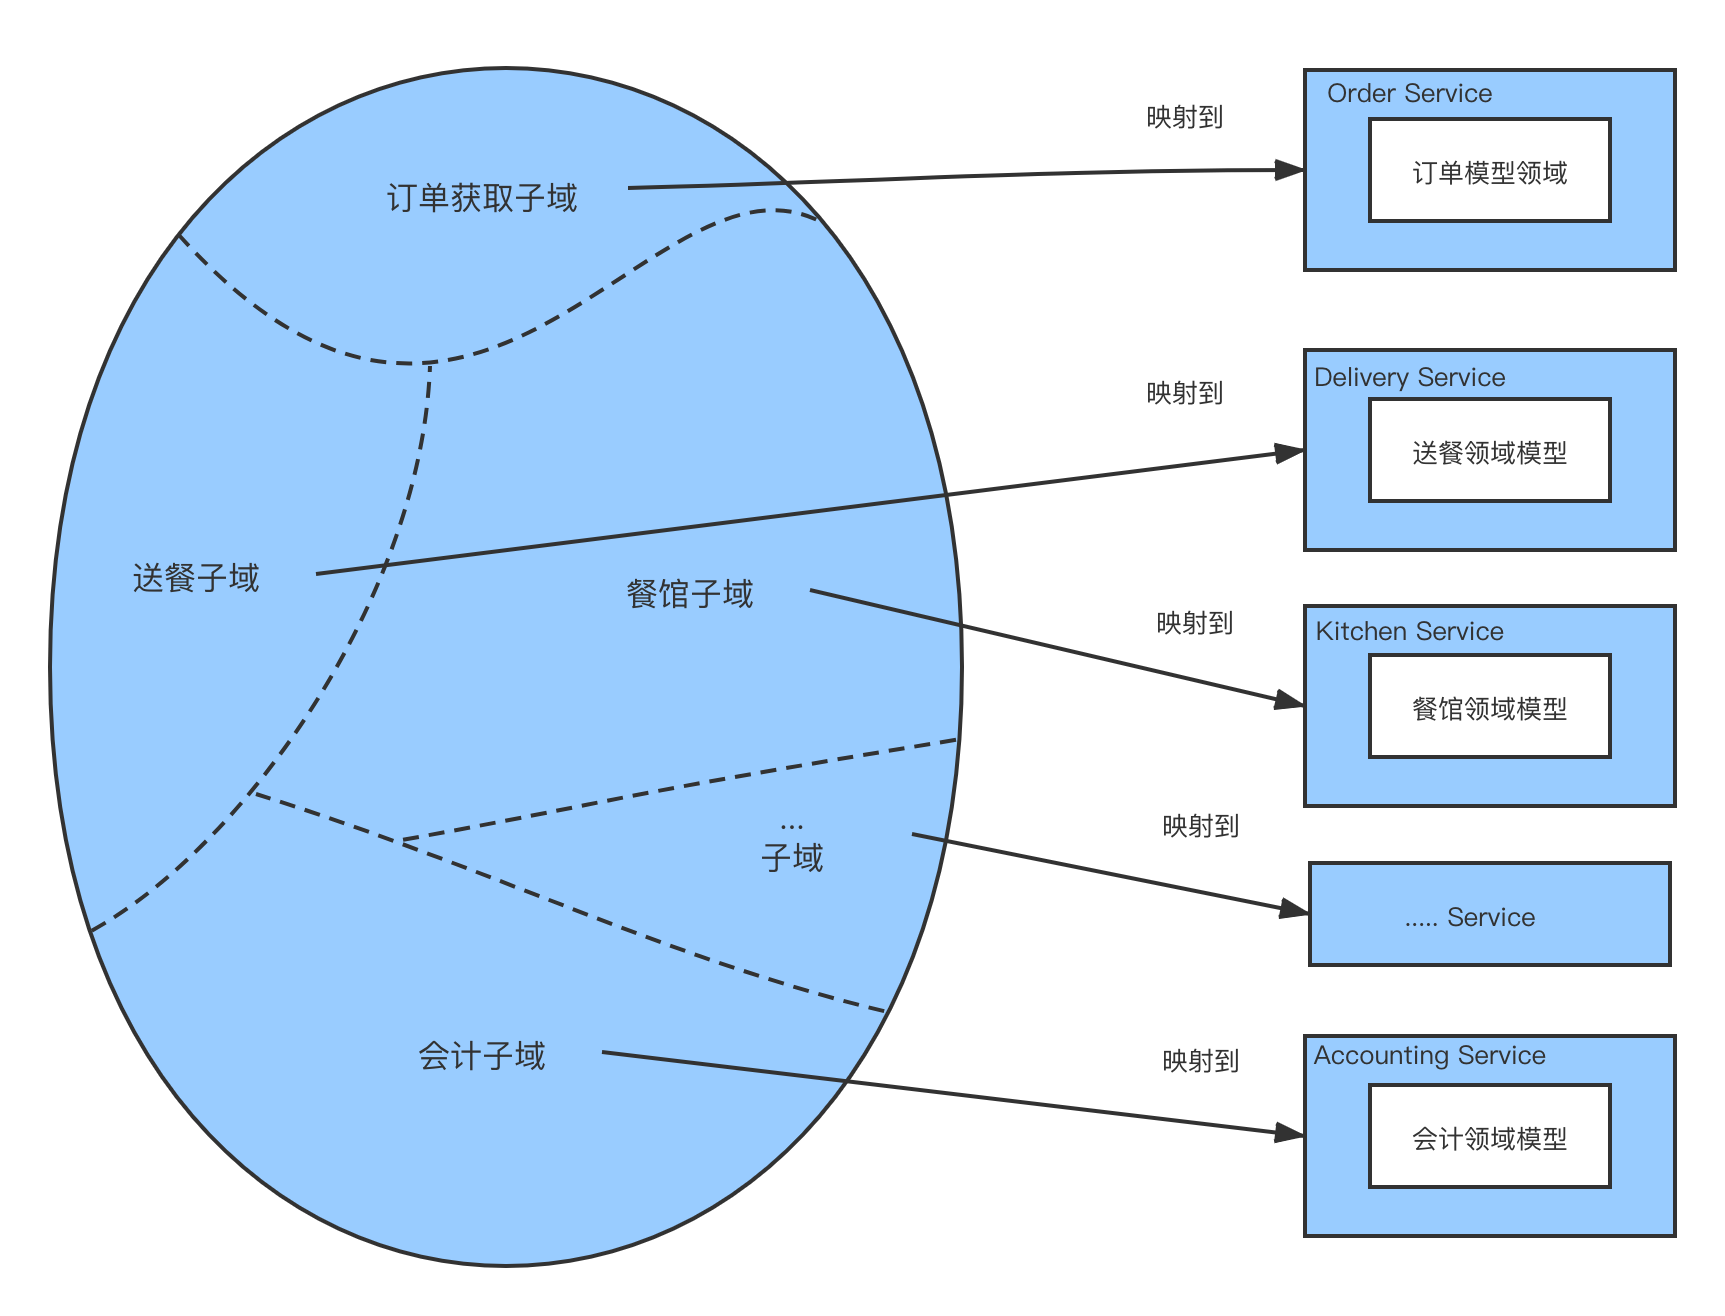 订单获取子域
送餐子域
餐馆子域
...
子域
会计子域
映射到
映射到
映射到
映射到
映射到
Order Service
订单模型领域
Delivery Service
送餐领域模型
Kitchen Service
餐馆领域模型
..... Service
Accounting Service
会计领域模型